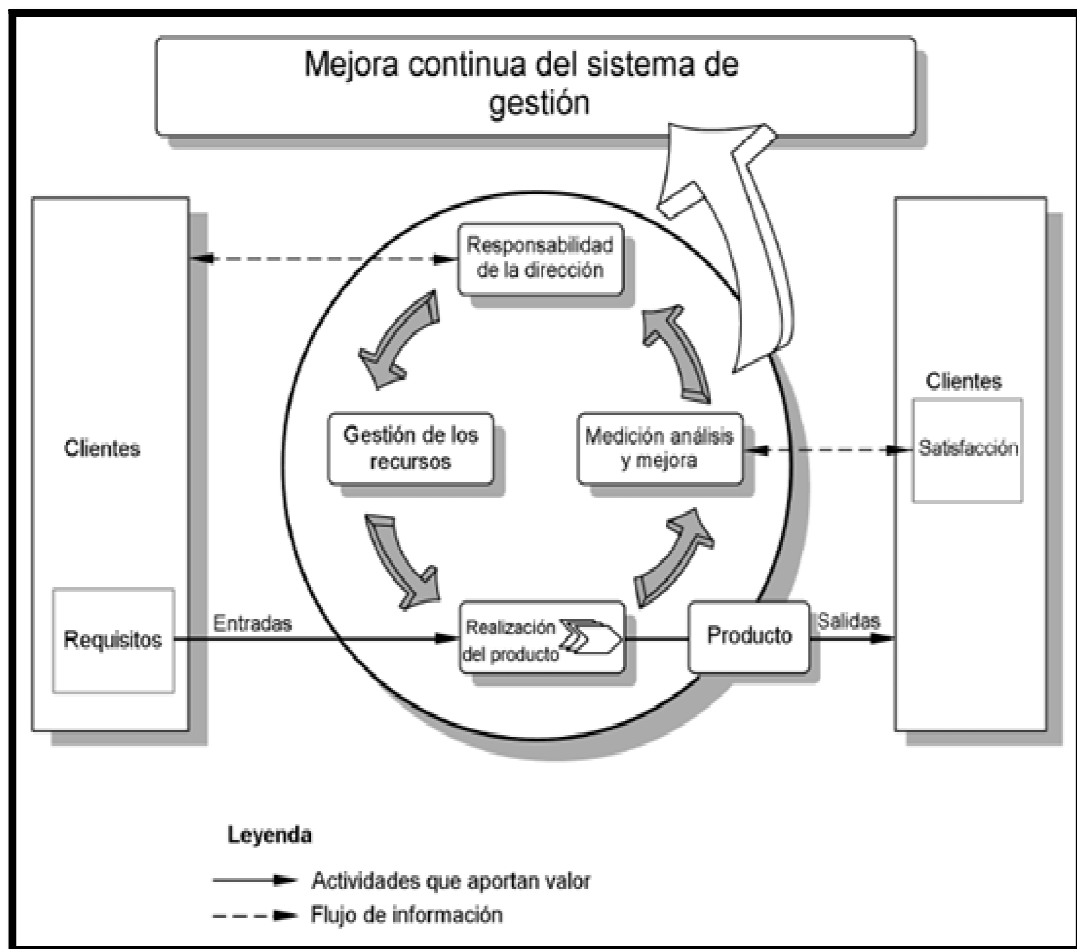 Mejora continua del sistema de
gestión
Responsabilidad
de la dirección
Clientes
Gestión de los
recursos
Medición análisis
y mejora
Clientes
Satisfacción
Requisitos
Entradas
Realización
del producto
Producto
Salidas
Leyenda
Actividades que aportan valor
Flujo de información